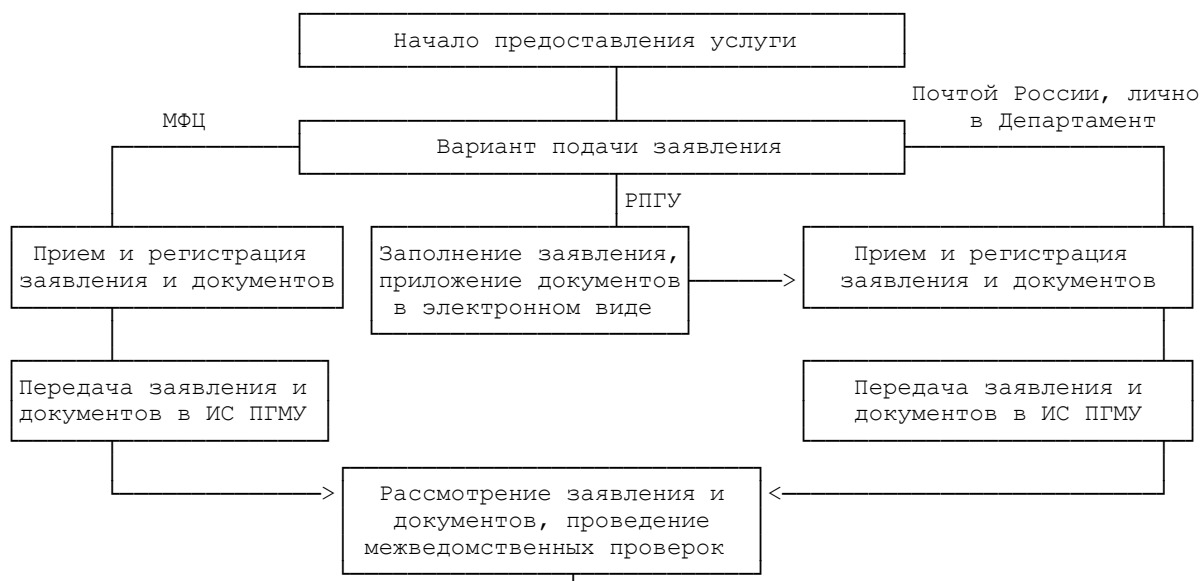 Начало предоставления услуги
Почтой России, лично
в Департамент
МФЦ
Вариант подачи заявления
РПГУ
Прием и регистрация
заявления и документов
Заполнение заявления,
приложение документов
в электронном виде
Прием и регистрация
заявления и документов
Передача заявления и
документов в ИС ПГМУ
Передача заявления и
документов в ИС ПГМУ
Рассмотрение заявления и
документов, проведение
межведомственных проверок